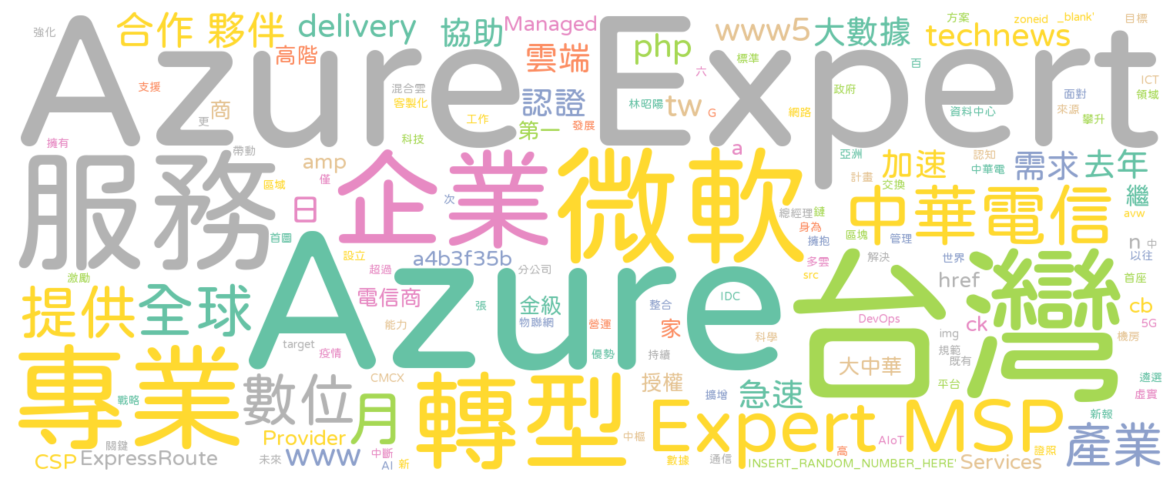 強化
合作 夥伴 delivery 協助 Managed www5 大數據 方案 zoneid _blank' 目標
高階 雲端 php technews
Azure Expert
支援 混合雲 客製化 認證 六 標準 百 ICT
商 更 工作 第一 林昭陽 tw G 網路 政府 資料中心 面對 來源 領域 攀升
擁有 科技 發展
帶動 amp a 亞洲 加速 認知 需求 去年
服務 企業 微軟 中華電信
區域 日 僅 次 計畫 交換 中華電 繼
總經理 鏈 身為 avw
首圖 設立 a4b3f35b 擁抱 區塊 管理 n 中 以往
激勵 超過 分公司 多雲 解決 世界 首座
Azure 台灣
提供 全球 電信商 張 金級 整合 IDC src href cb
能力 物聯網 營運 家 DevOps img ck 5G
target 疫情 優勢 持續 科學 大中華 規範 既有 機房
專業 數位 月 轉型 CMCX 授權 擴增 急速 平台 遴選 虛實
戰略 Expert MSP 新報
關鍵 Provider 中斷 中樞 高 AIoT 產業
CSP ExpressRoute 未來 www AI 新 數據 通信 INSERT_RANDOM_NUMBER_HERE' Services 證照